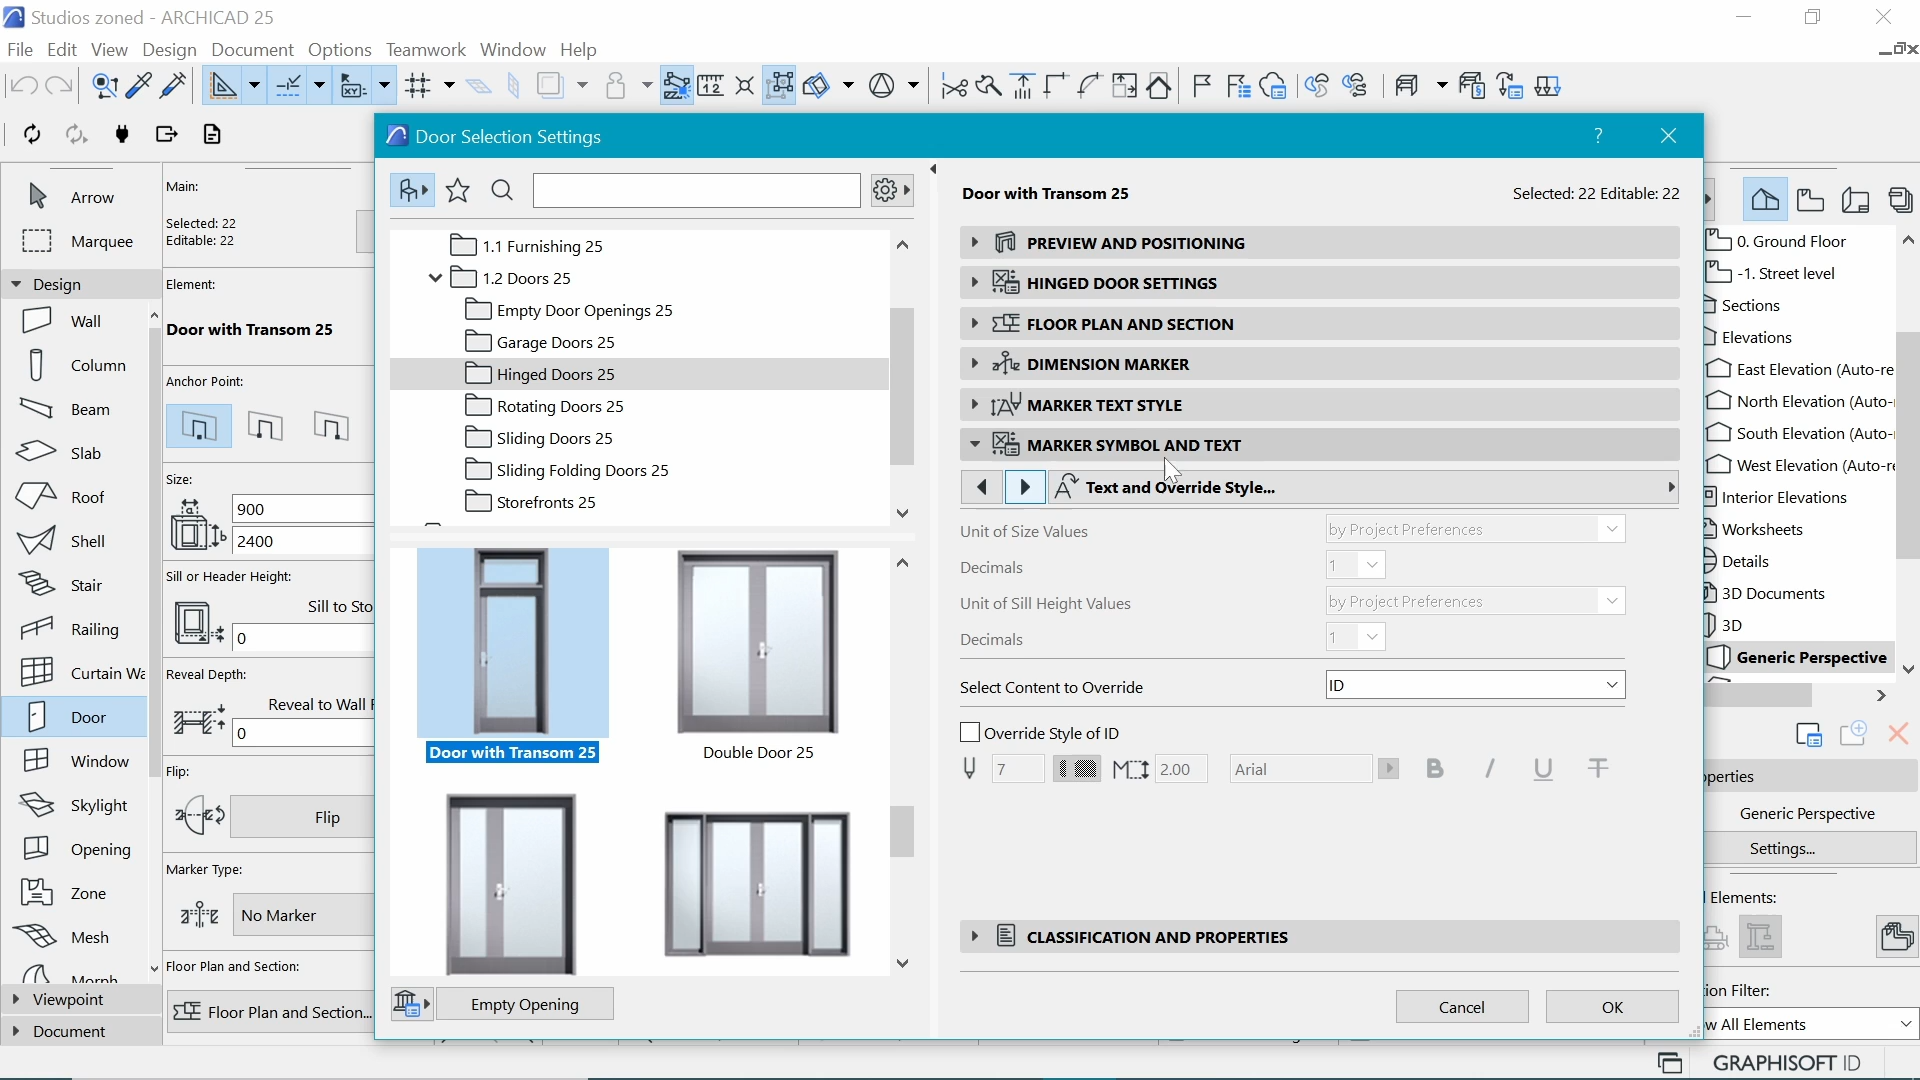 Studios zoned - ARCHICAD 25
File Edit View Design Document Options Teamwork Window Help
Main:
Selected: 22
Editable: 22
Element:
Door with Transom 25
Anchor Point:
Size:
900
2400
Sill or Header Height:
Sill to Sto
0
Reveal Depth:
Reveal to Wall
0
Flip:
Flip
Marker Type:
No Marker
Floor Plan and Section:
Floor Plan and Section...
Arrow
Marquee
Design
Wall
Column
Beam
Slab
Roof
Shell
Stair
Railing
Curtain Wa
Door
Window
Skylight
Opening
Zone
Mesh
Morph
Viewpoint
Document
Door Selection Settings
?
1.1 Furnishing 25
1.2 Doors 25
Empty Door Openings 25
Garage Doors 25
Hinged Doors 25
Rotating Doors 25
Sliding Doors 25
Sliding Folding Doors 25
Storefronts 25
Door with Transom 25
Double Door 25
Empty Opening
Door with Transom 25
Selected: 22 Editable: 22
PREVIEW AND POSITIONING
HINGED DOOR SETTINGS
FLOOR PLAN AND SECTION
DIMENSION MARKER
MARKER TEXT STYLE
MARKER SYMBOL AND TEXT
Text and Override Style...
Unit of Size Values by Project Preferences
Decimals 1
Unit of Sill Height Values by Project Preferences
Decimals 1
Select Content to Override ID
Override Style of ID
7 2.00 Arial B I U T
CLASSIFICATION AND PROPERTIES
Cancel OK
0. Ground Floor
-1. Street level
Sections
Elevations
East Elevation (Auto-re
North Elevation (Auto-
South Elevation (Auto-
West Elevation (Auto-re
Interior Elevations
Worksheets
Details
3D Documents
3D
Generic Perspective
operties
Generic Perspective
Settings...
Elements:
ion Filter:
w All Elements
GRAPHISOFT ID